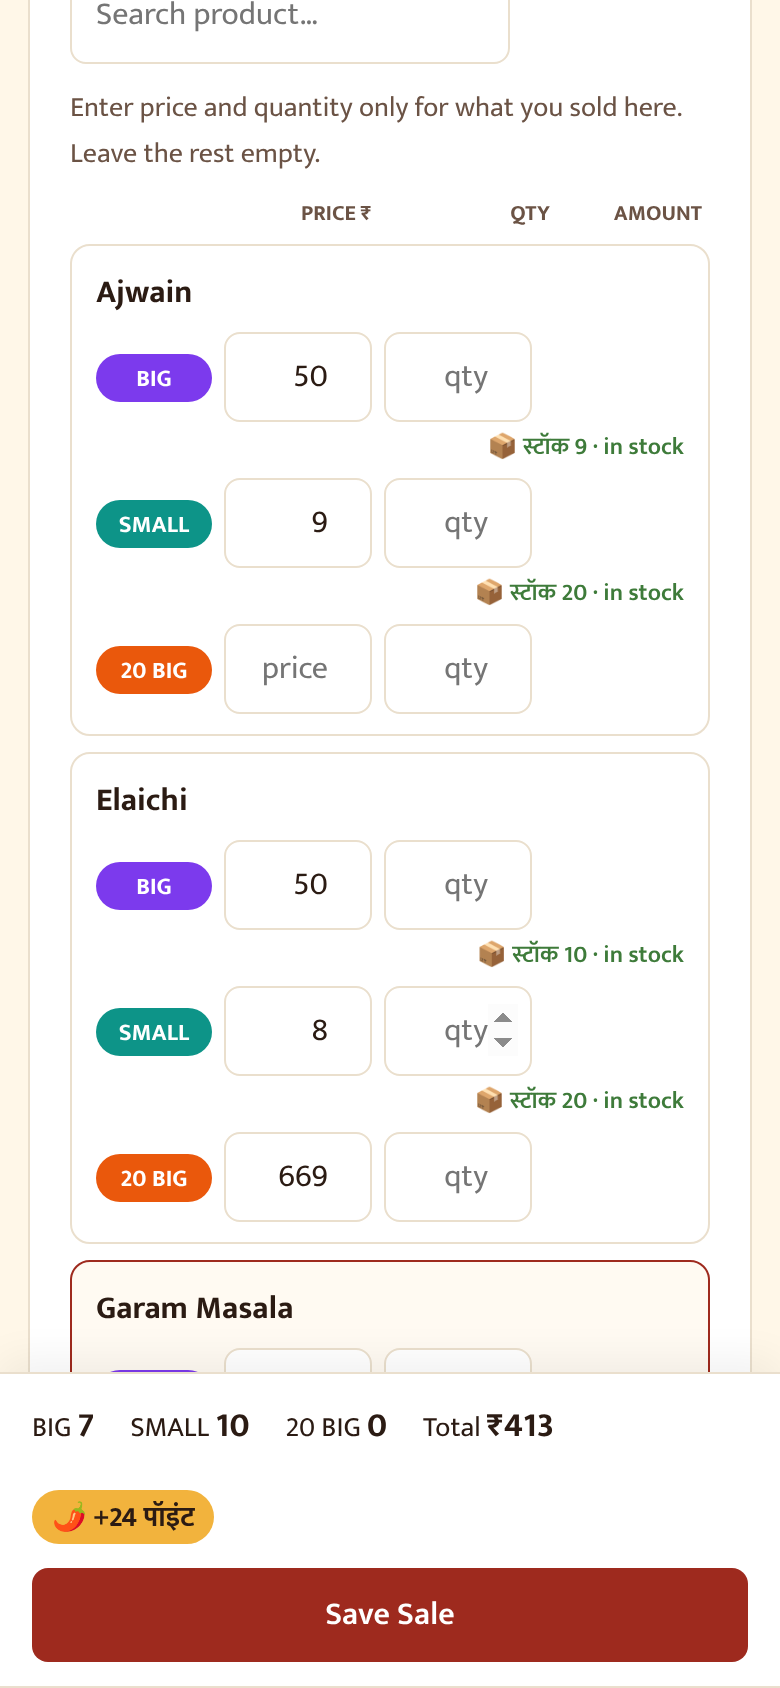 Search product...
Enter price and quantity only for what you sold here.
Leave the rest empty.
PRICE ₹ QTY AMOUNT
Ajwain
BIG 50 qty
📦 स्टॉक 9 · in stock
SMALL 9 qty
📦 स्टॉक 20 · in stock
20 BIG price qty
Elaichi
BIG 50 qty
📦 स्टॉक 10 · in stock
SMALL 8 qty
📦 स्टॉक 20 · in stock
20 BIG 669 qty
Garam Masala
BIG 7 SMALL 10 20 BIG 0 Total ₹413
🌶️ +24 पॉइंट
Save Sale